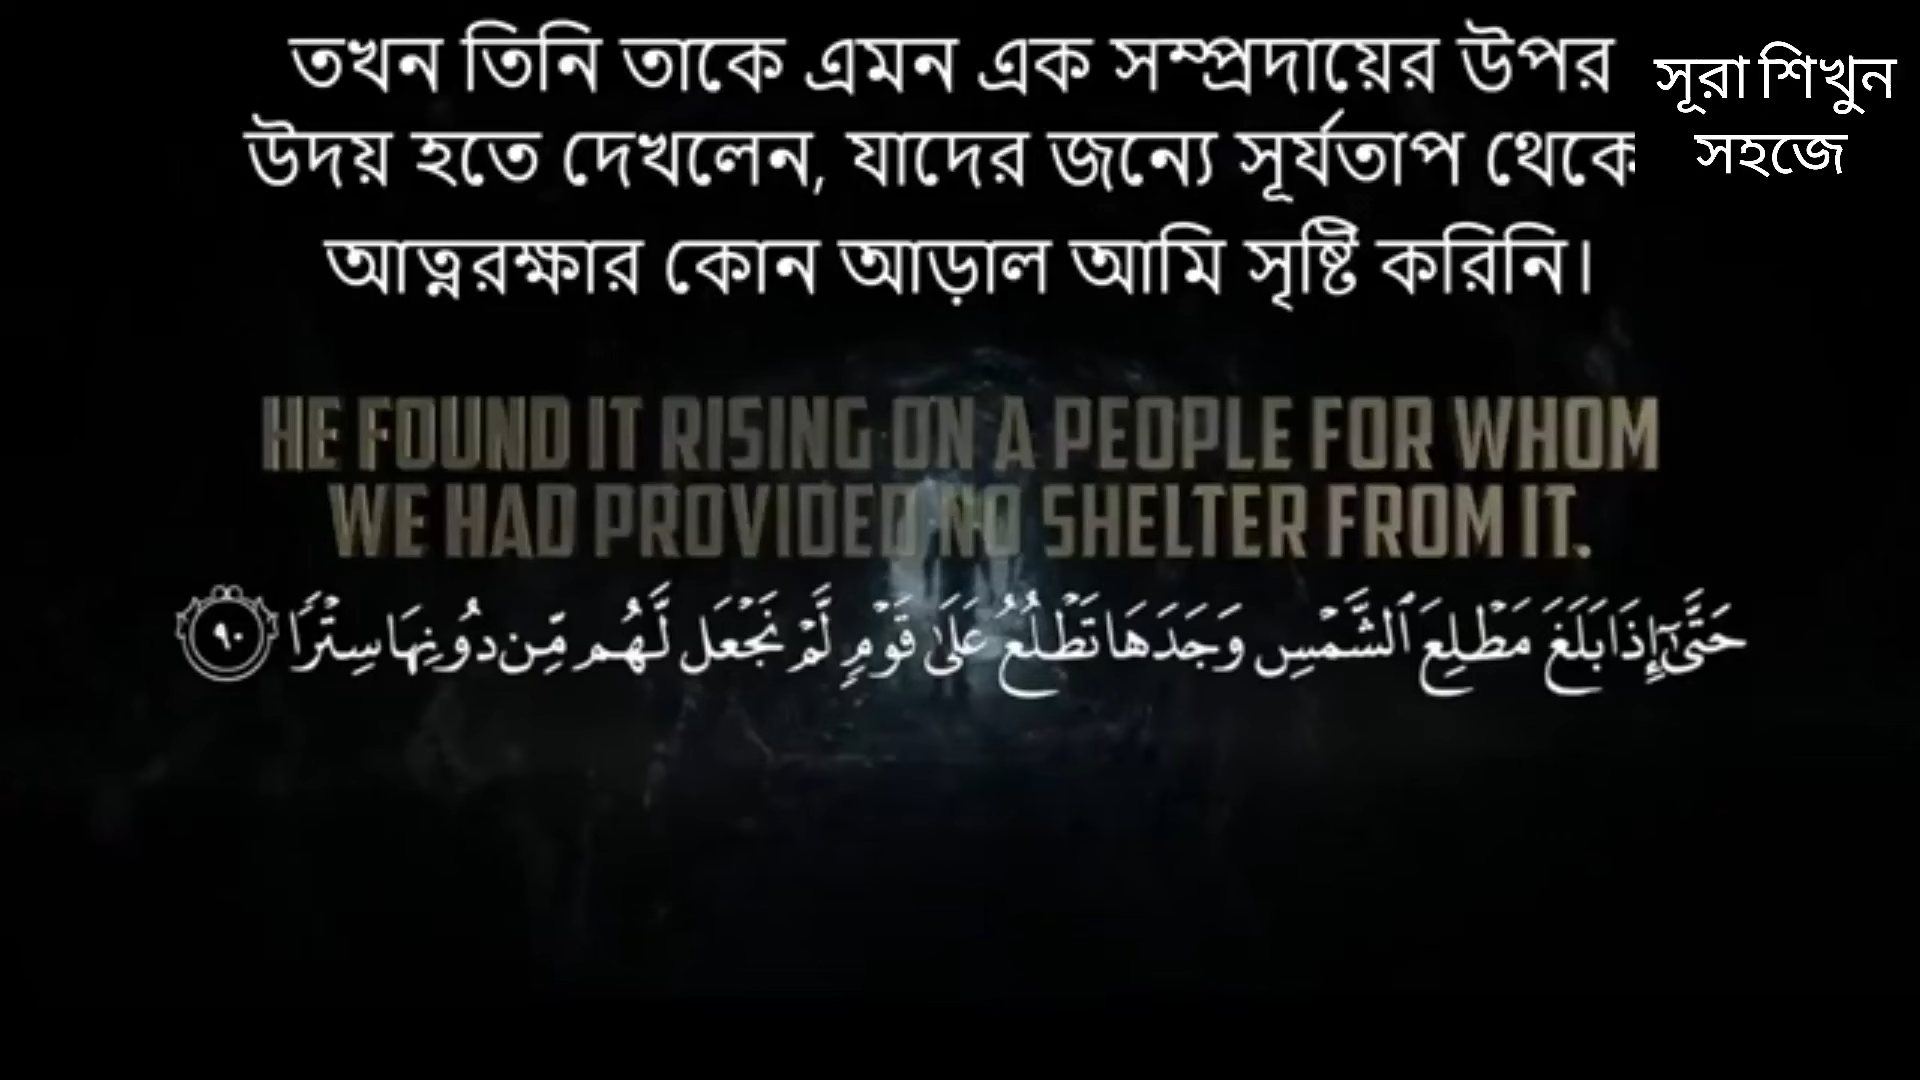 তখন তিনি তাকে এমন এক সম্প্রদায়ের উপর
উদয় হতে দেখলেন, যাদের জন্যে সূর্যতাপ থেকে
আত্নরক্ষার কোন আড়াল আমি সৃষ্টি করিনি।
সূরা শিখুন
সহজে
HE FOUND IT RISING ON A PEOPLE FOR WHOM
WE HAD PROVIDED NO SHELTER FROM IT.
حَتَّىٰٓ إِذَا بَلَغَ مَطْلِعَ ٱلشَّمْسِ وَجَدَهَا تَطْلُعُ عَلَىٰ قَوْمٍ لَّمْ نَجْعَل لَّهُم مِّن دُونِهَا سِتْرًا ٩٠